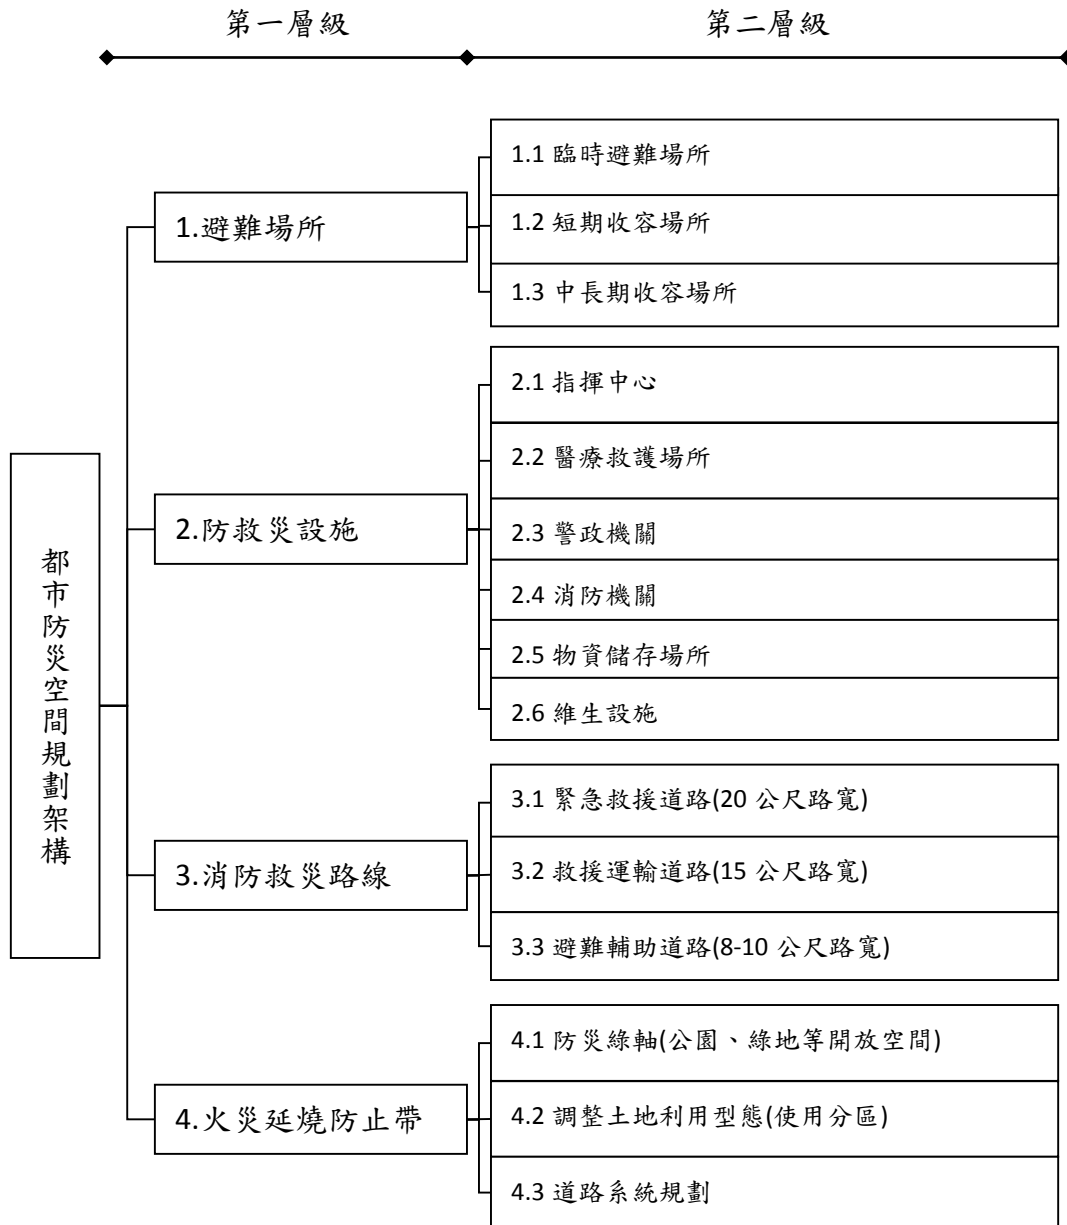 第一層級
第二層級
都市防災空間規劃架構
1.避難場所
1.1 臨時避難場所
1.2 短期收容場所
1.3 中長期收容場所
2.防救災設施
2.1 指揮中心
2.2 醫療救護場所
2.3 警政機關
2.4 消防機關
2.5 物資儲存場所
2.6 維生設施
3.消防救災路線
3.1 緊急救援道路(20 公尺路寬)
3.2 救援運輸道路(15 公尺路寬)
3.3 避難輔助道路(8-10 公尺路寬)
4.火災延燒防止帶
4.1 防災綠軸(公園、綠地等開放空間)
4.2 調整土地利用型態(使用分區)
4.3 道路系統規劃